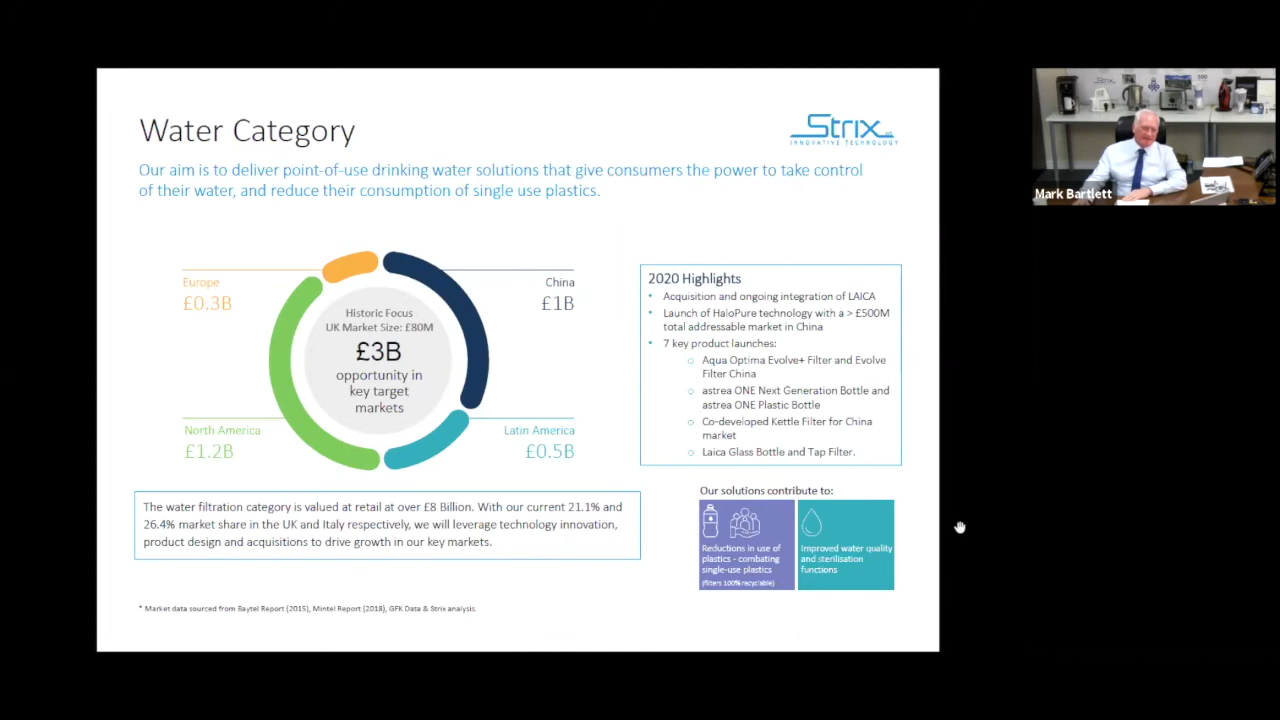 Water Category
Strix
INNOVATIVE TECHNOLOGY
Our aim is to deliver point-of-use drinking water solutions that give consumers the power to take control
of their water, and reduce their consumption of single use plastics.
Europe
£0.3B
China
£1B
Historic Focus
UK Market Size: £80M
£3B
opportunity in
key target
markets
North America
£1.2B
Latin America
£0.5B
2020 Highlights
• Acquisition and ongoing integration of LAICA
• Launch of HaloPure technology with a > £500M
total addressable market in China
• 7 key product launches:
○ Aqua Optima Evolve+ Filter and Evolve
Filter China
○ astrea ONE Next Generation Bottle and
astrea ONE Plastic Bottle
○ Co-developed Kettle Filter for China
market
○ Laica Glass Bottle and Tap Filter.
The water filtration category is valued at retail at over £8 Billion. With our current 21.1% and
26.4% market share in the UK and Italy respectively, we will leverage technology innovation,
product design and acquisitions to drive growth in our key markets.
Our solutions contribute to:
Reductions in use of
plastics - combating
single-use plastics
(filters 100% recyclable)
Improved water quality
and sterilisation
functions
* Market data sourced from Baytel Report (2015), Mintel Report (2018), GFK Data & Strix analysis.
Strix
Mark Bartlett